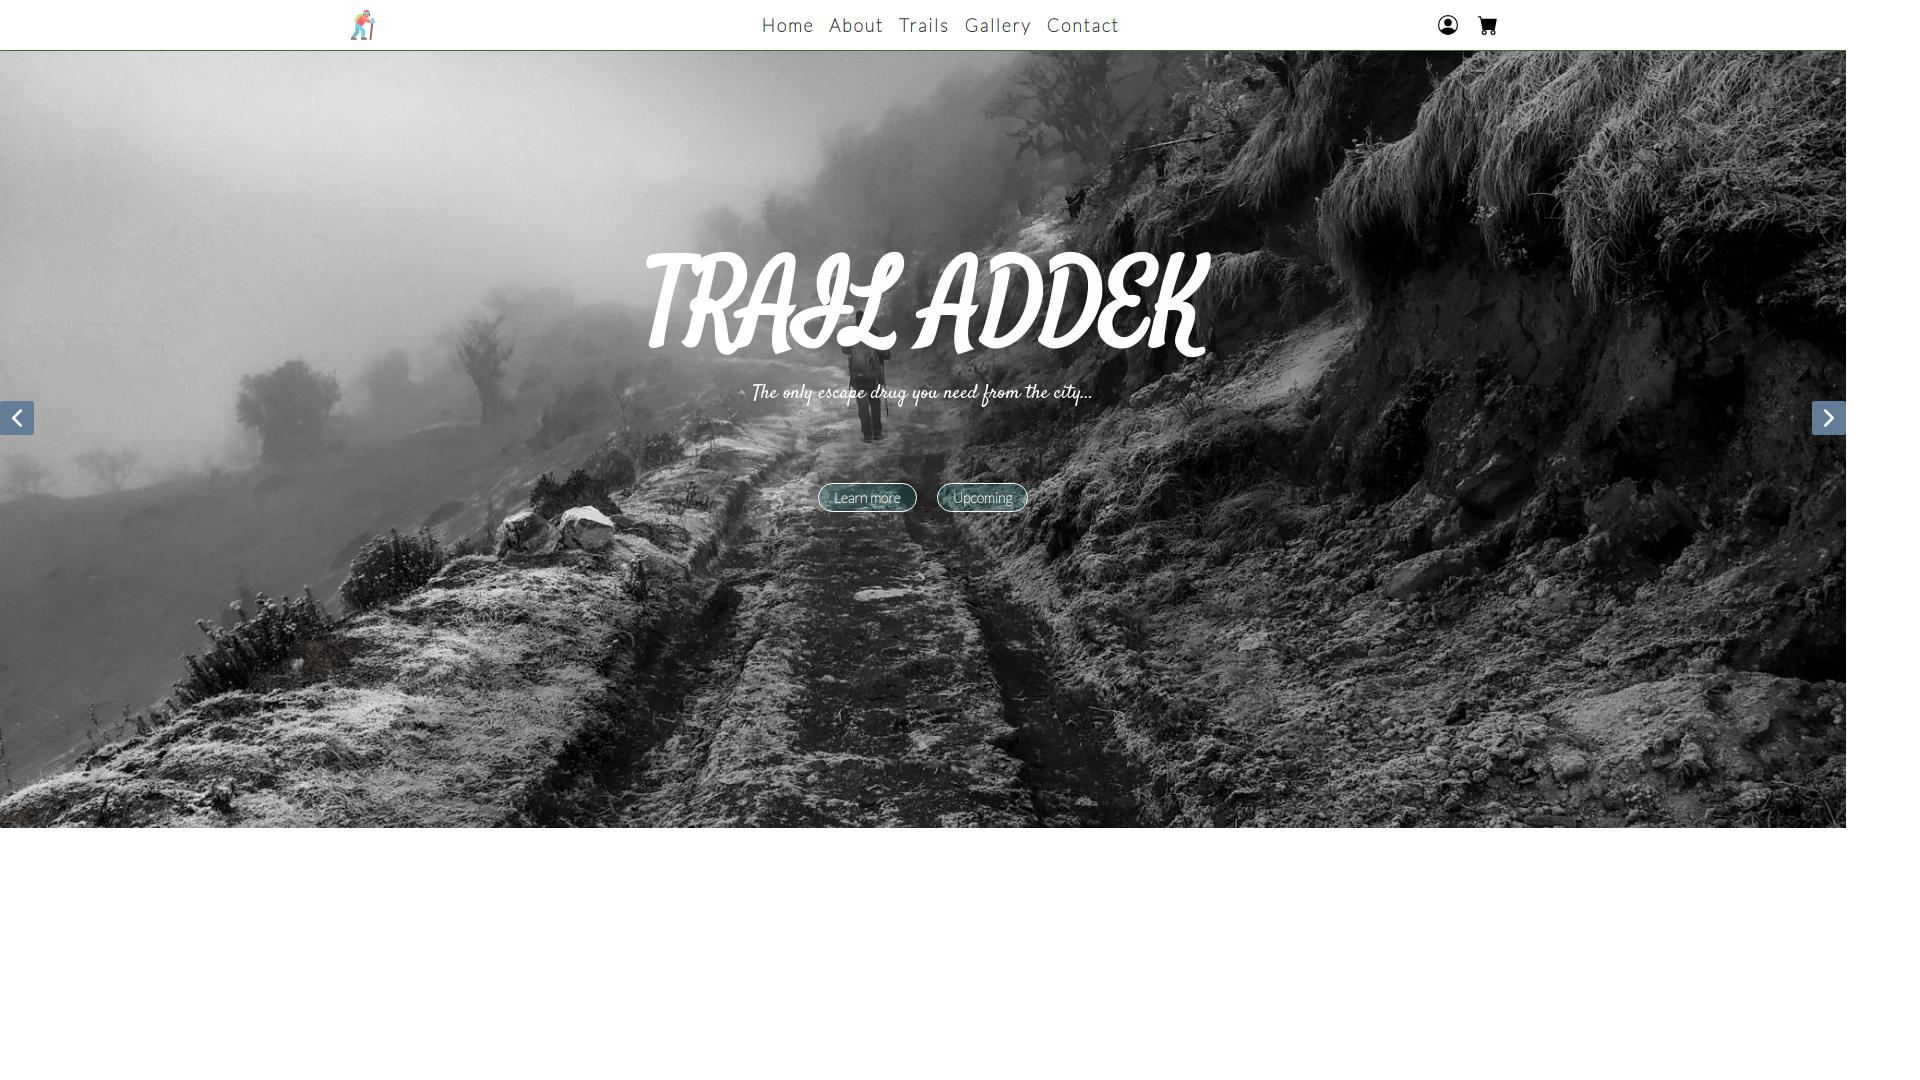 Home About Trails Gallery Contact
TRAIL ADDEK
The only escape drug you need from the city...
Learn more Upcoming